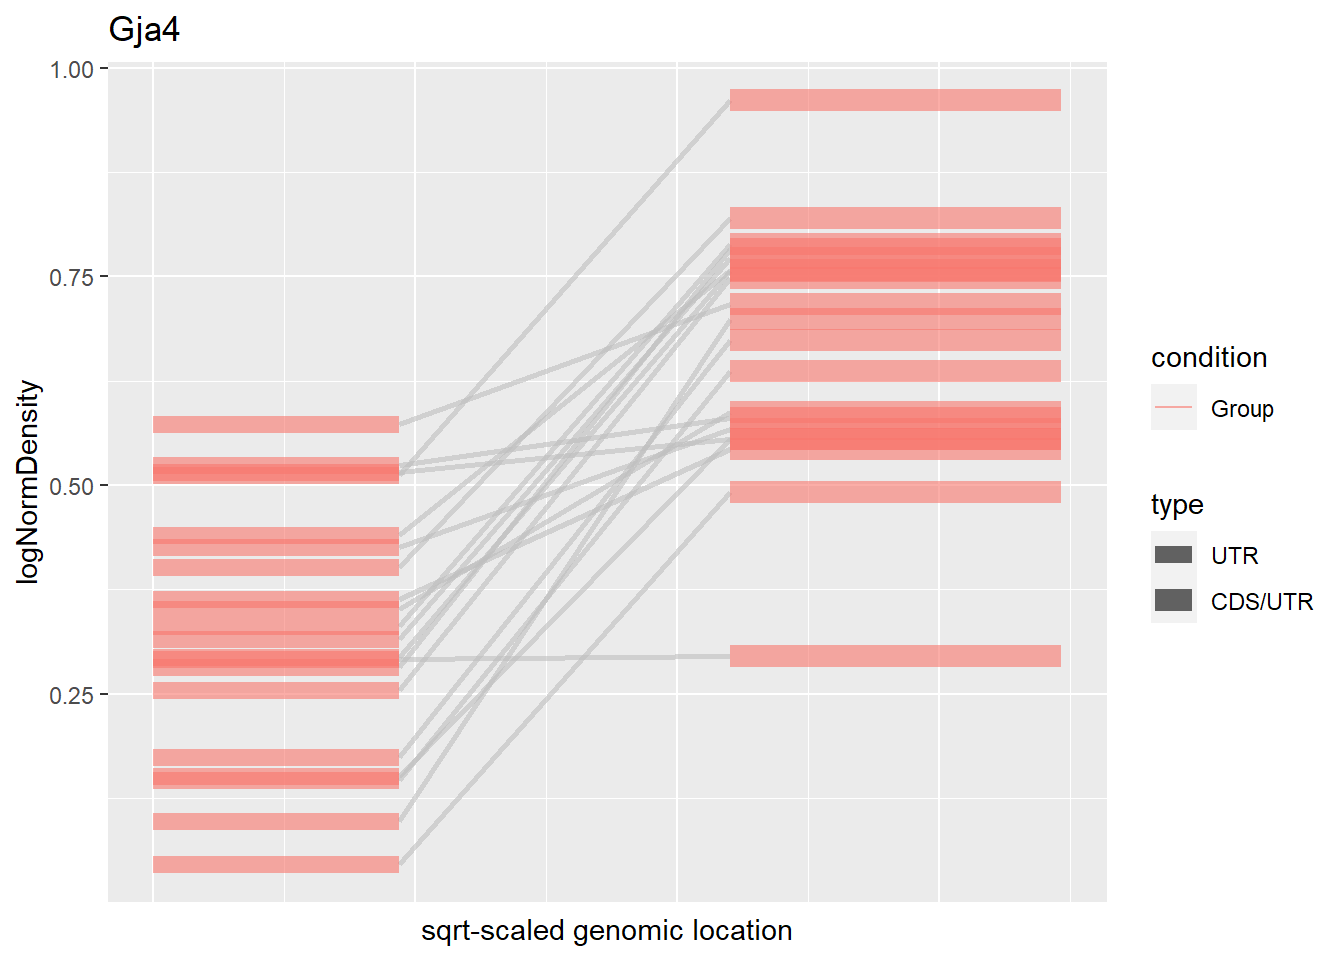 Gja4
1.00
0.75
0.50
0.25
logNormDensity
sqrt-scaled genomic location
condition
Group
type
UTR
CDS/UTR